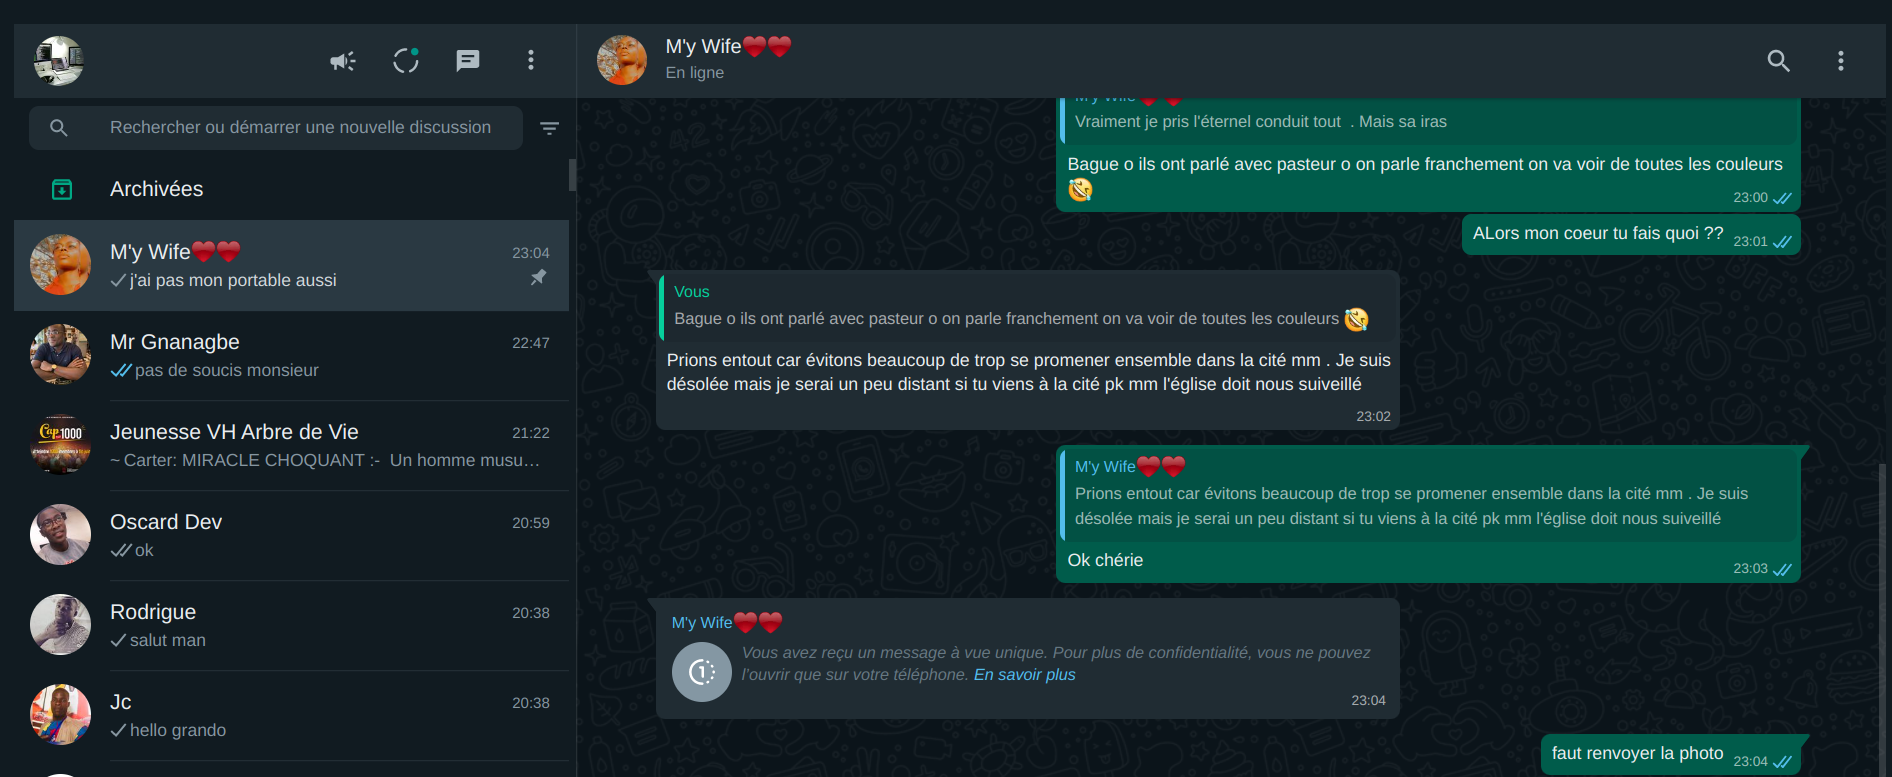 Rechercher ou démarrer une nouvelle discussion
Archivées
M'y Wife❤️❤️
23:04
j'ai pas mon portable aussi
Mr Gnanagbe
22:47
pas de soucis monsieur
Cap 1000
Jeunesse VH Arbre de Vie
21:22
~ Carter: MIRACLE CHOQUANT :-  Un homme musu…
Oscard Dev
20:59
ok
Rodrigue
20:38
salut man
Jc
20:38
hello grando
M'y Wife❤️❤️
En ligne
M'y Wife❤️❤️
Vraiment je pris l'éternel conduit tout  . Mais sa iras
Bague o ils ont parlé avec pasteur o on parle franchement on va voir de toutes les couleurs
🤣
23:00
ALors mon coeur tu fais quoi ??
23:01
Vous
Bague o ils ont parlé avec pasteur o on parle franchement on va voir de toutes les couleurs 🤣
Prions entout car évitons beaucoup de trop se promener ensemble dans la cité mm . Je suis
désolée mais je serai un peu distant si tu viens à la cité pk mm l'église doit nous suiveillé
23:02
M'y Wife❤️❤️
Prions entout car évitons beaucoup de trop se promener ensemble dans la cité mm . Je suis
désolée mais je serai un peu distant si tu viens à la cité pk mm l'église doit nous suiveillé
Ok chérie
23:03
M'y Wife❤️❤️
1
Vous avez reçu un message à vue unique. Pour plus de confidentialité, vous ne pouvez
l'ouvrir que sur votre téléphone. En savoir plus
23:04
faut renvoyer la photo
23:04